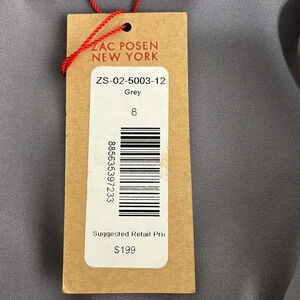 ZAC POSEN
NEW YORK
ZS-02-5003-12
Grey
8
885635397233
Suggested Retail Pric
$199